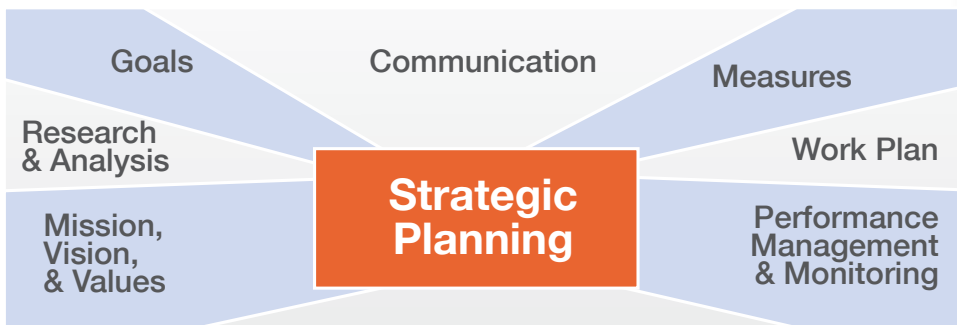 Goals
Communication
Measures
Research
& Analysis
Work Plan
Strategic
Planning
Mission,
Vision,
& Values
Performance
Management
& Monitoring